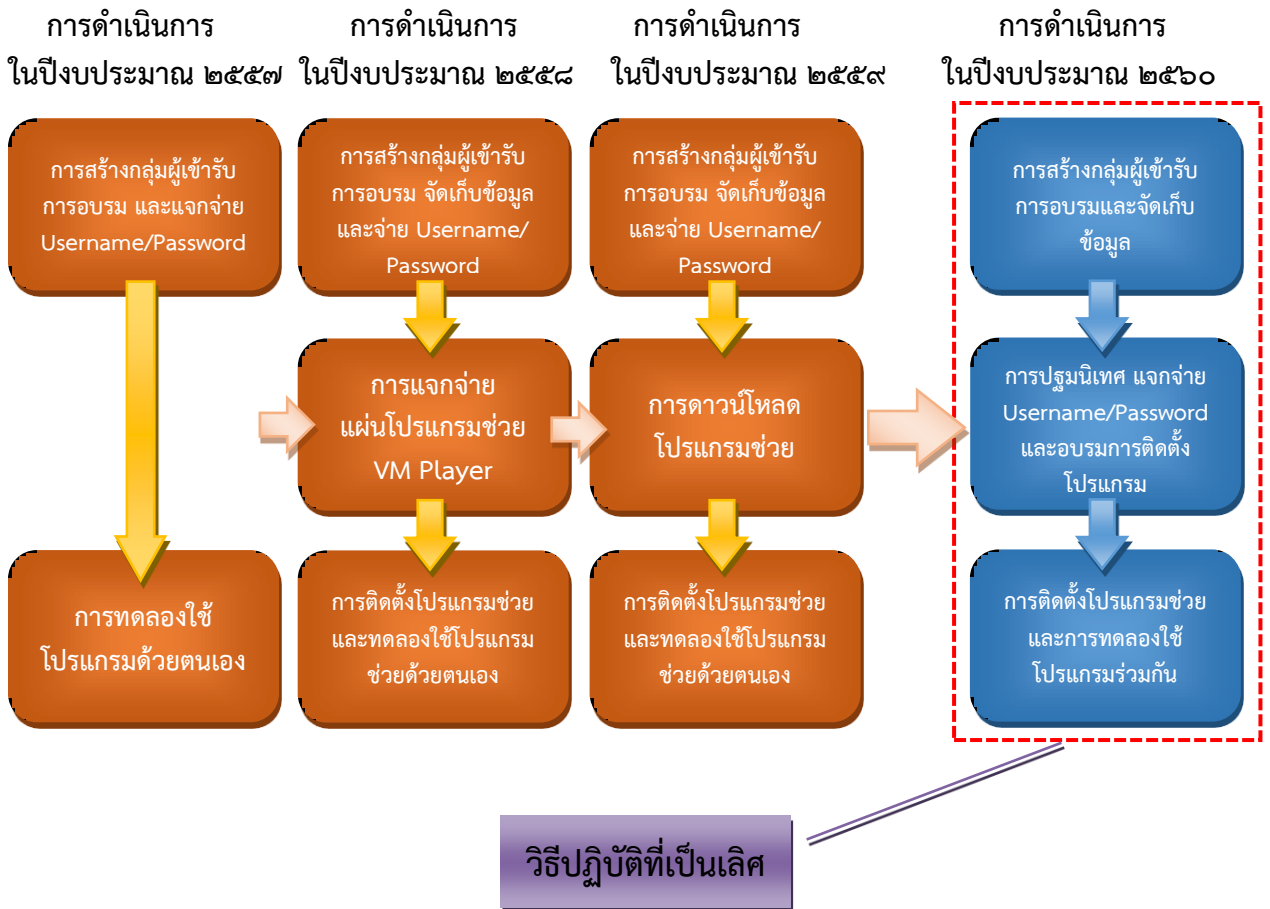 การดำเนินการ
ในปีงบประมาณ ๒๕๕๗
การดำเนินการ
ในปีงบประมาณ ๒๕๕๘
การดำเนินการ
ในปีงบประมาณ ๒๕๕๙
การดำเนินการ
ในปีงบประมาณ ๒๕๖๐
การสร้างกลุ่มผู้เข้ารับ
การอบรม และแจกจ่าย
Username/Password
การสร้างกลุ่มผู้เข้ารับ
การอบรม จัดเก็บข้อมูล
และจ่าย Username/
Password
การสร้างกลุ่มผู้เข้ารับ
การอบรม จัดเก็บข้อมูล
และจ่าย Username/
Password
การสร้างกลุ่มผู้เข้ารับ
การอบรมและจัดเก็บ
ข้อมูล
การแจกจ่าย
แผ่นโปรแกรมช่วย
VM Player
การดาวน์โหลด
โปรแกรมช่วย
การปฐมนิเทศ แจกจ่าย
Username/Password
และอบรมการติดตั้ง
โปรแกรม
การทดลองใช้
โปรแกรมด้วยตนเอง
การติดตั้งโปรแกรมช่วย
และทดลองใช้โปรแกรม
ช่วยด้วยตนเอง
การติดตั้งโปรแกรมช่วย
และทดลองใช้โปรแกรม
ช่วยด้วยตนเอง
การติดตั้งโปรแกรมช่วย
และการทดลองใช้
โปรแกรมร่วมกัน
วิธีปฏิบัติที่เป็นเลิศ